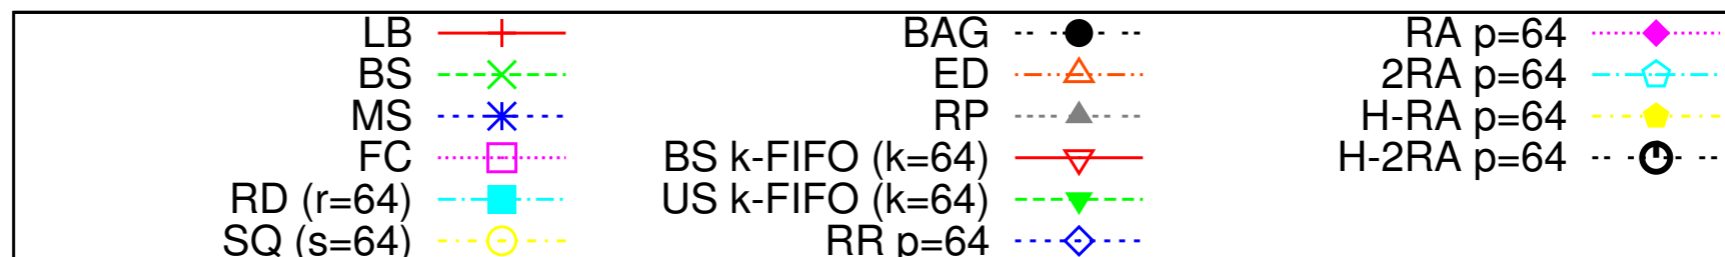 LB
BS
MS
FC
RD (r=64)
SQ (s=64)
BAG
ED
RP
BS k-FIFO (k=64)
US k-FIFO (k=64)
RR p=64
RA p=64
2RA p=64
H-RA p=64
H-2RA p=64